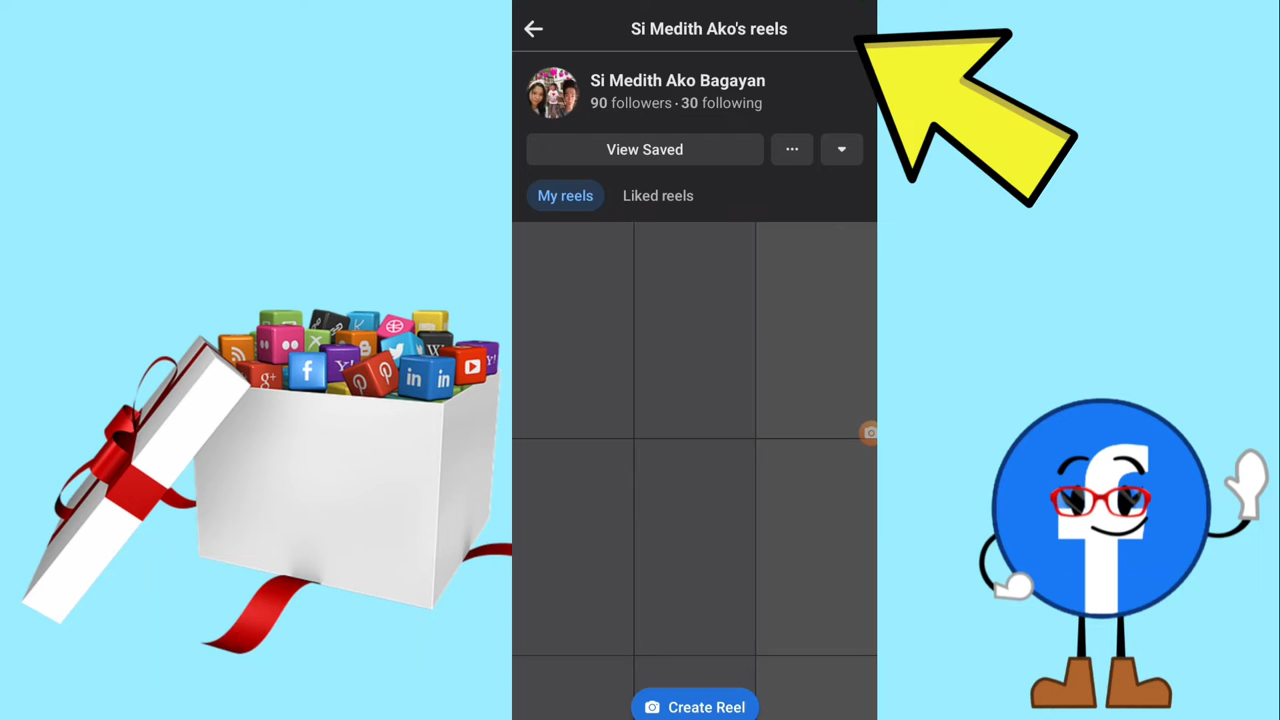 Si Medith Ako's reels
Si Medith Ako Bagayan
90 followers · 30 following
View Saved
My reels
Liked reels
Create Reel